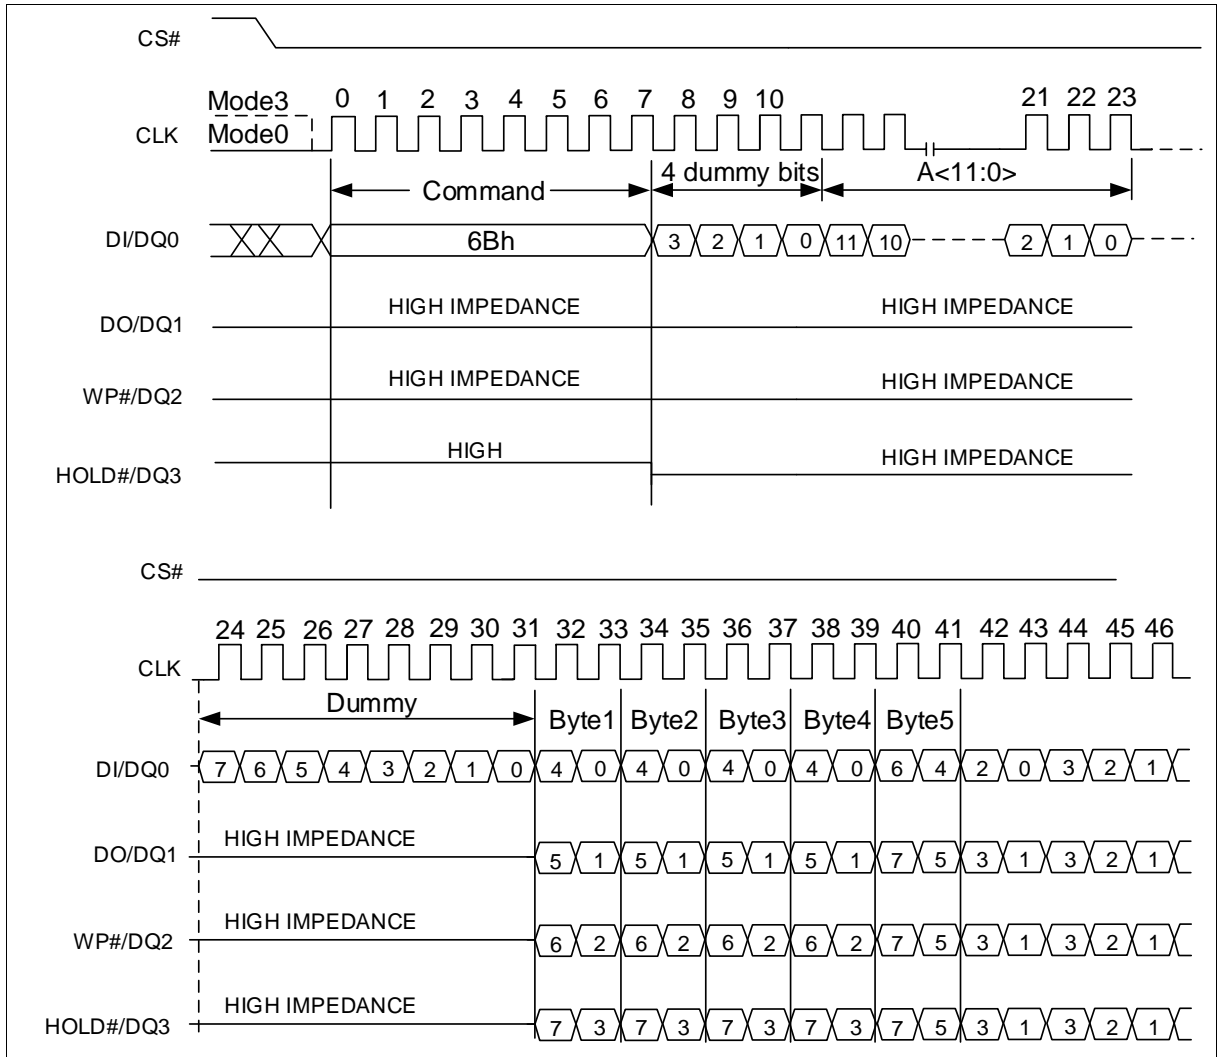 CS#
Mode3 0 1 2 3 4 5 6 7 8 9 10 21 22 23
CLK Mode0
Command 4 dummy bits A<11:0>
DI/DQ0 6Bh 3 2 1 0 11 10 2 1 0
HIGH IMPEDANCE HIGH IMPEDANCE
DO/DQ1
HIGH IMPEDANCE HIGH IMPEDANCE
WP#/DQ2
HIGH HIGH IMPEDANCE
HOLD#/DQ3
CS#
24 25 26 27 28 29 30 31 32 33 34 35 36 37 38 39 40 41 42 43 44 45 46
CLK
Dummy Byte1 Byte2 Byte3 Byte4 Byte5
DI/DQ0 7 6 5 4 3 2 1 0 4 0 4 0 4 0 4 0 6 4 2 0 3 2 1
HIGH IMPEDANCE
DO/DQ1 5 1 5 1 5 1 5 1 7 5 3 1 3 2 1
HIGH IMPEDANCE
WP#/DQ2 6 2 6 2 6 2 6 2 7 5 3 1 3 2 1
HIGH IMPEDANCE
HOLD#/DQ3 7 3 7 3 7 3 7 3 7 5 3 1 3 2 1